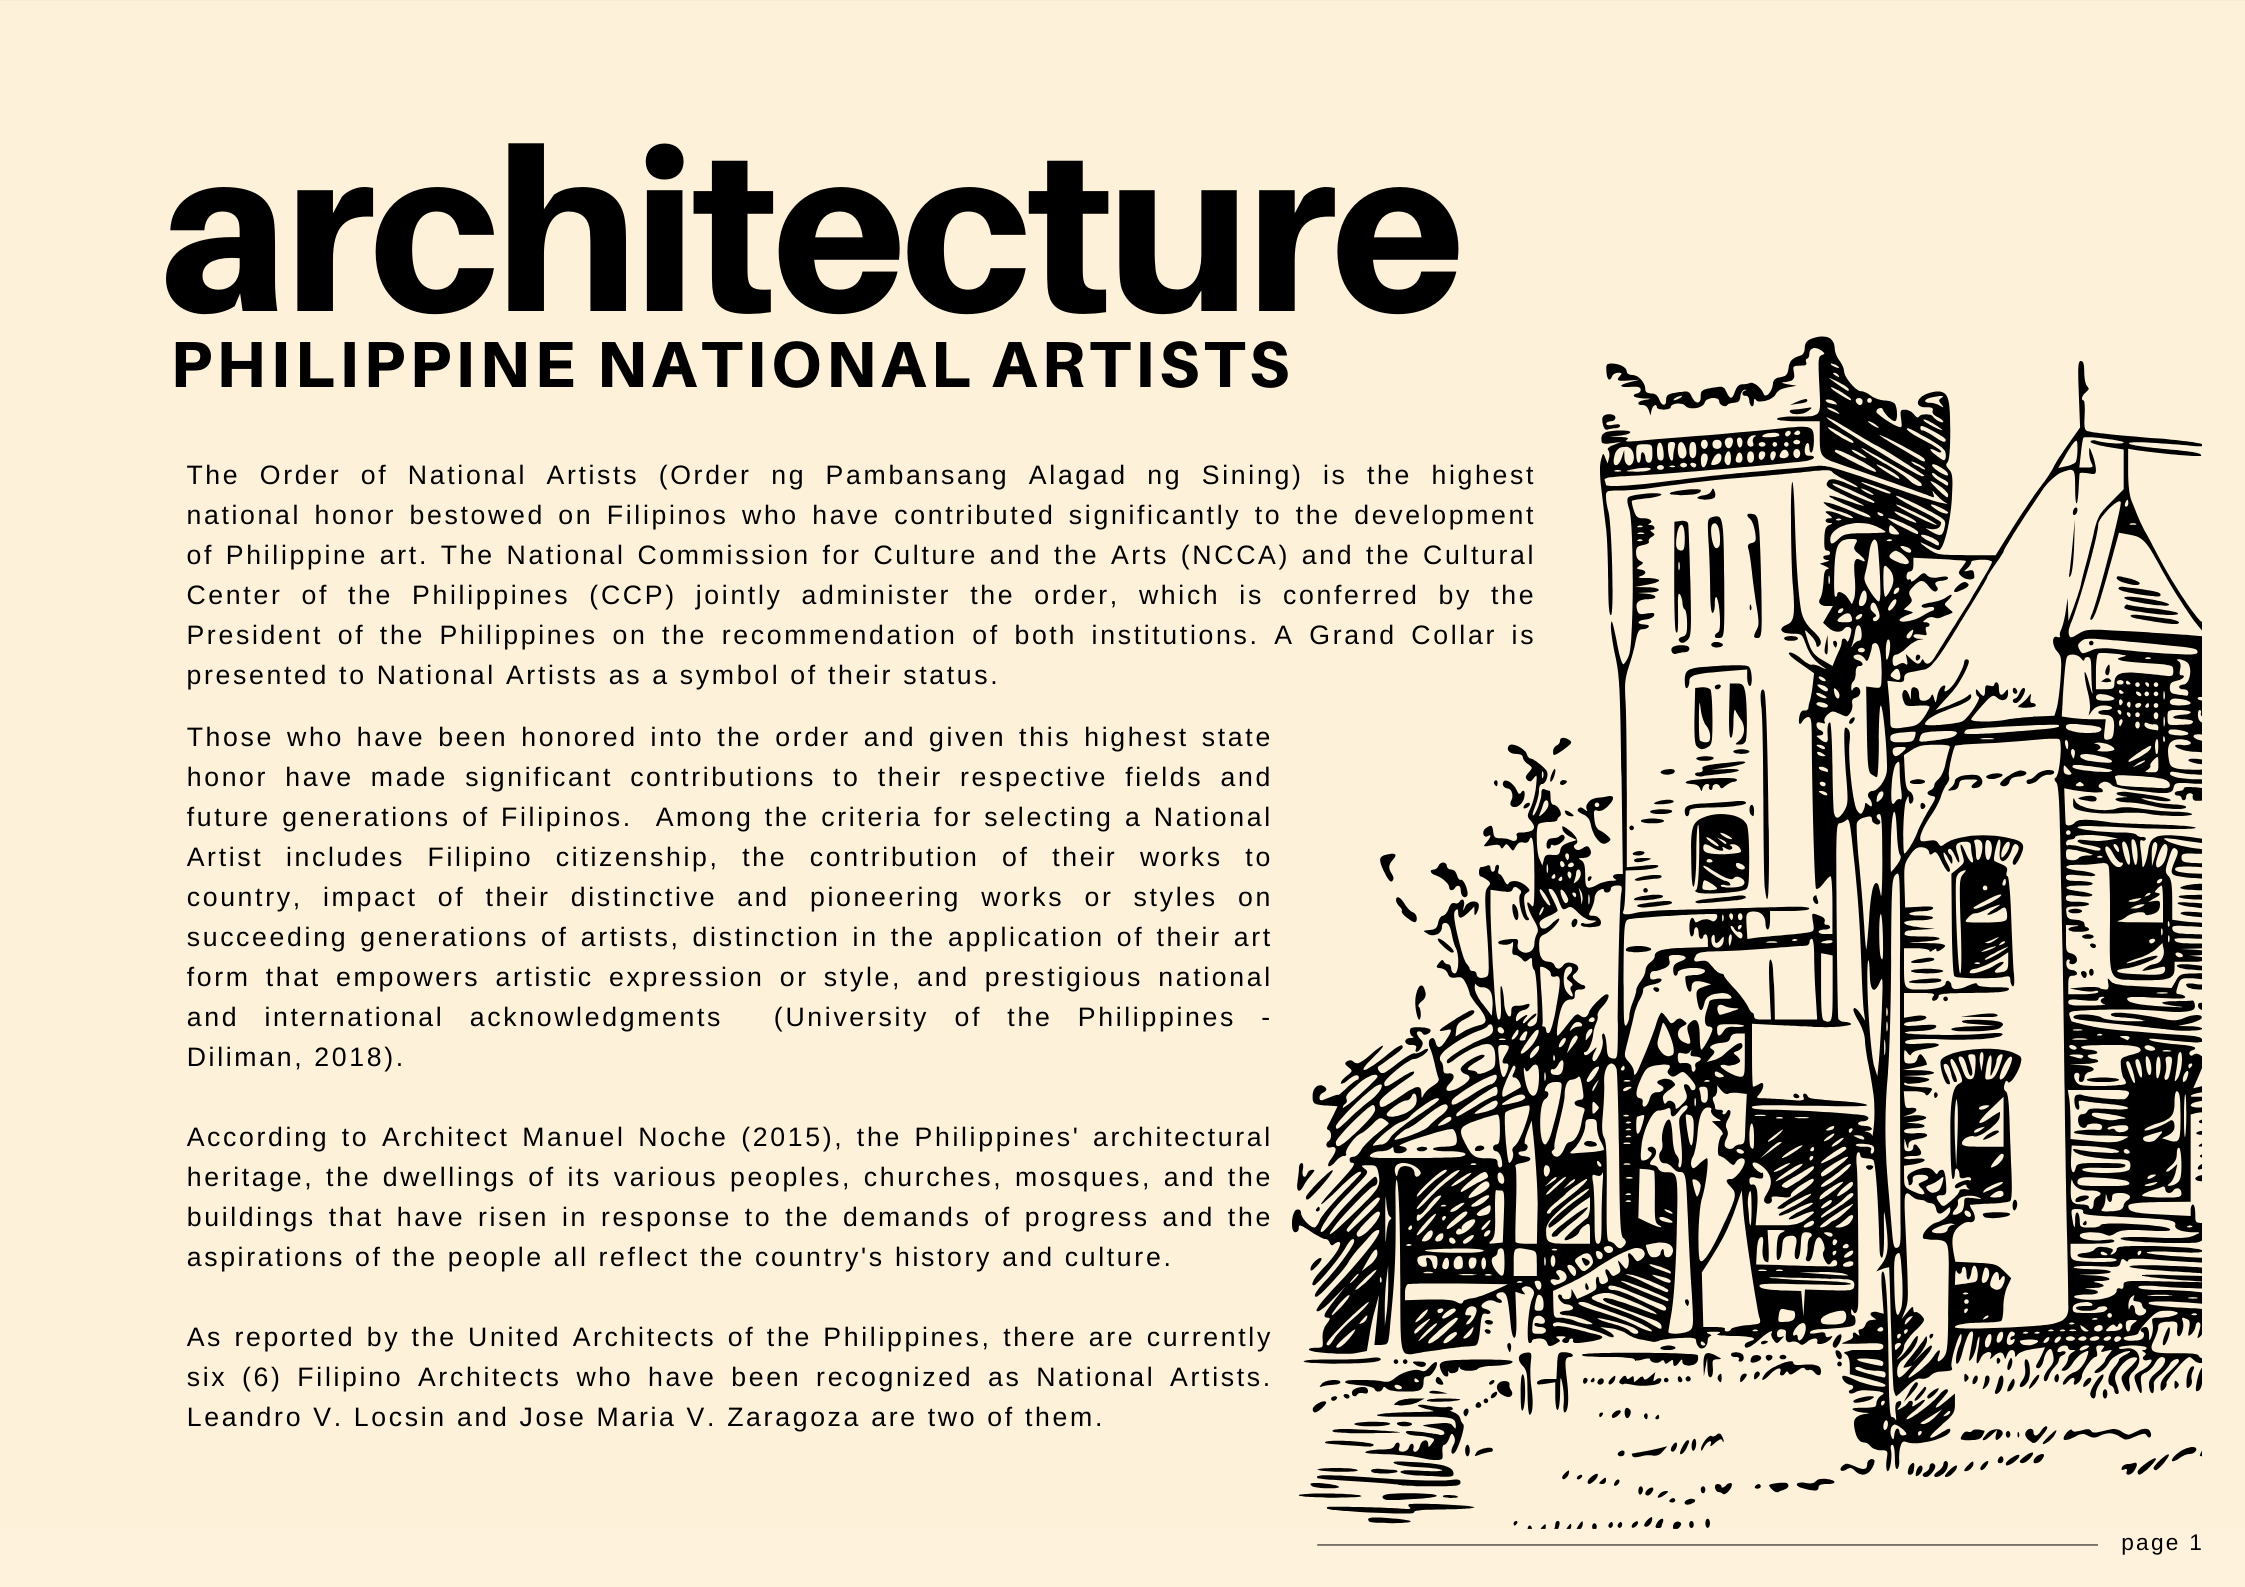 architecture
PHILIPPINE NATIONAL ARTISTS
The Order of National Artists (Order ng Pambansang Alagad ng Sining) is the highest
national honor bestowed on Filipinos who have contributed significantly to the development
of Philippine art. The National Commission for Culture and the Arts (NCCA) and the Cultural
Center of the Philippines (CCP) jointly administer the order, which is conferred by the
President of the Philippines on the recommendation of both institutions. A Grand Collar is
presented to National Artists as a symbol of their status.
Those who have been honored into the order and given this highest state
honor have made significant contributions to their respective fields and
future generations of Filipinos.  Among the criteria for selecting a National
Artist includes Filipino citizenship, the contribution of their works to
country, impact of their distinctive and pioneering works or styles on
succeeding generations of artists, distinction in the application of their art
form that empowers artistic expression or style, and prestigious national
and international acknowledgments  (University of the Philippines -
Diliman, 2018).
According to Architect Manuel Noche (2015), the Philippines' architectural
heritage, the dwellings of its various peoples, churches, mosques, and the
buildings that have risen in response to the demands of progress and the
aspirations of the people all reflect the country's history and culture.
As reported by the United Architects of the Philippines, there are currently
six (6) Filipino Architects who have been recognized as National Artists.
Leandro V. Locsin and Jose Maria V. Zaragoza are two of them.
page 1